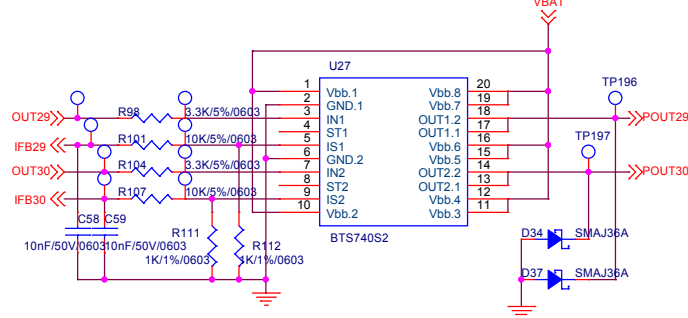 VBAT
U27
1 Vbb.1 Vbb.8 20
2 GND.1 Vbb.7 19
3 IN1 OUT1.2 18
4 ST1 OUT1.1 17
5 IS1 Vbb.6 16
6 GND.2 Vbb.5 15
7 IN2 OUT2.2 14
8 ST2 OUT2.1 13
9 IS2 Vbb.4 12
10 Vbb.2 Vbb.3 11
BTS740S2
OUT29 R98 3.3K/5%/0603
IFB29 R101 10K/5%/0603
OUT30 R104 3.3K/5%/0603
IFB30 R107 10K/5%/0603
TP196
POUT29
TP197
POUT30
C58 C59
10nF/50V/0603 10nF/50V/0603
R111
1K/1%/0603
R112
1K/1%/0603
D34 SMAJ36A
D37 SMAJ36A